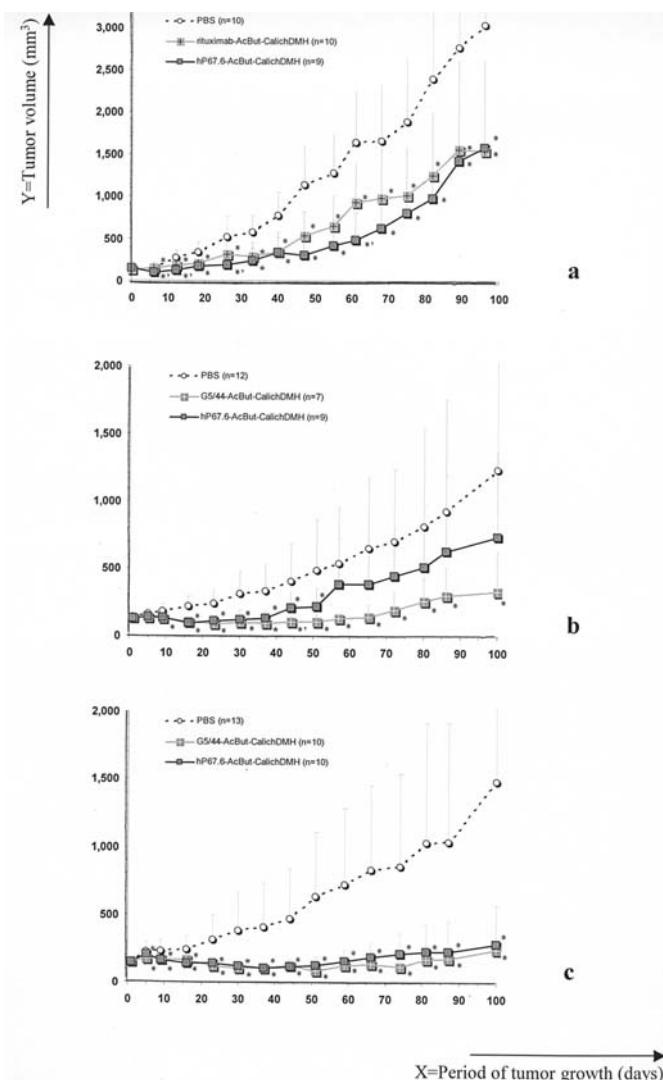 Y=Tumor volume (mm³)
3,000
2,500
2,000
1,500
1,000
500
0
PBS (n=10)
rituximab-AcBut-CalichDMH (n=10)
hP67.6-AcBut-CalichDMH (n=9)
0 10 20 30 40 50 60 70 80 90 100
a
2,000
1,500
1,000
500
0
PBS (n=12)
G5/44-AcBut-CalichDMH (n=7)
hP67.6-AcBut-CalichDMH (n=9)
0 10 20 30 40 50 60 70 80 90 100
b
2,000
1,500
1,000
500
0
PBS (n=13)
G5/44-AcBut-CalichDMH (n=10)
hP67.6-AcBut-CalichDMH (n=10)
0 10 20 30 40 50 60 70 80 90 100
c
X=Period of tumor growth (days)